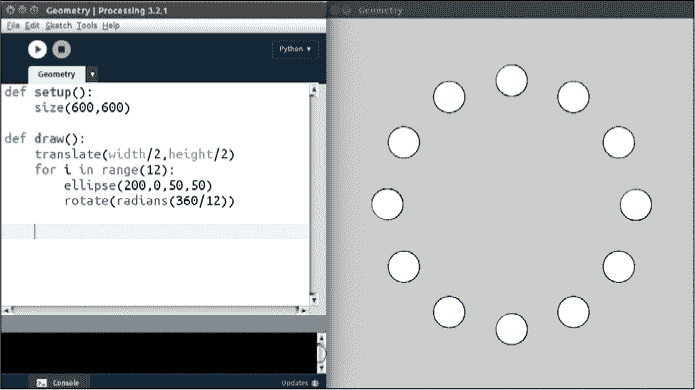 Geometry | Processing 3.2.1
File Edit Sketch Tools Help
Python ▾
Geometry ▾
def setup():
    size(600,600)
def draw():
    translate(width/2,height/2)
    for i in range(12):
        ellipse(200,0,50,50)
        rotate(radians(360/12))
Console
Updates
Geometry